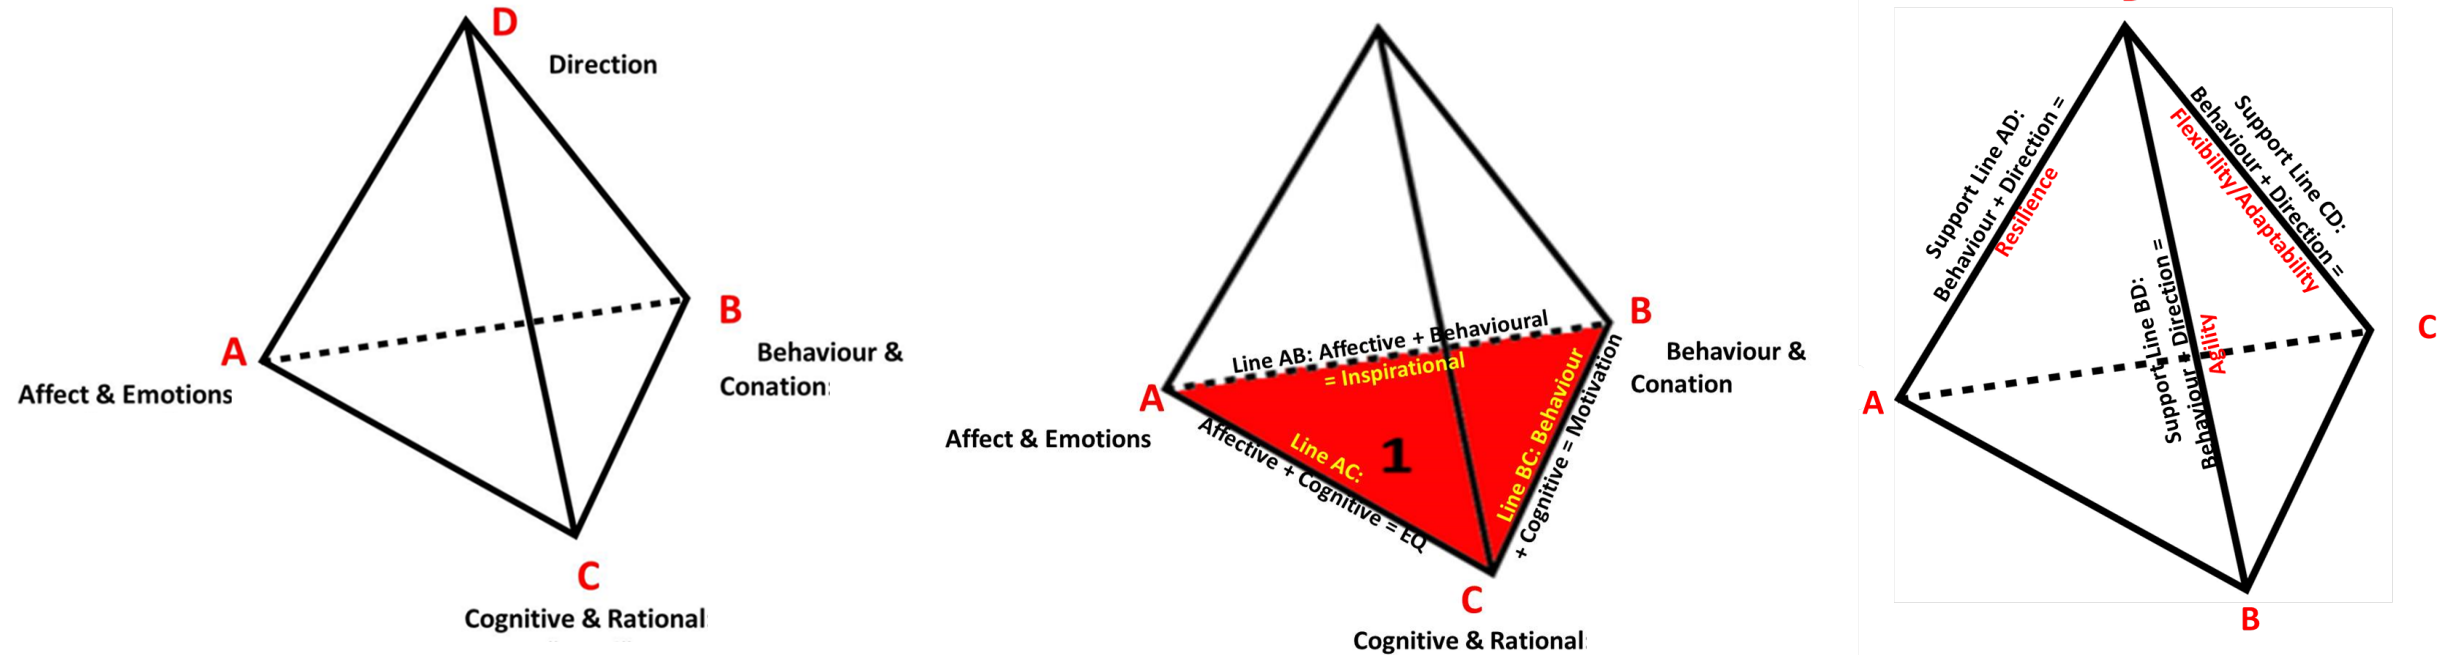 D
Direction
A
Affect & Emotions
B
Behaviour &
Conation:
C
Cognitive & Rational
Line AB: Affective + Behavioural
= Inspirational
A
Affect & Emotions
B
Behaviour &
Conation
Line AC:
Affective + Cognitive = EQ
1
Line BC: Behaviour
+ Cognitive = Motivation
C
Cognitive & Rational
Support Line AD:
Behaviour + Direction =
Resilience
Support Line CD:
Behaviour + Direction =
Flexibility/Adaptability
Support Line BD:
Behaviour + Direction =
Agility
A
C
B